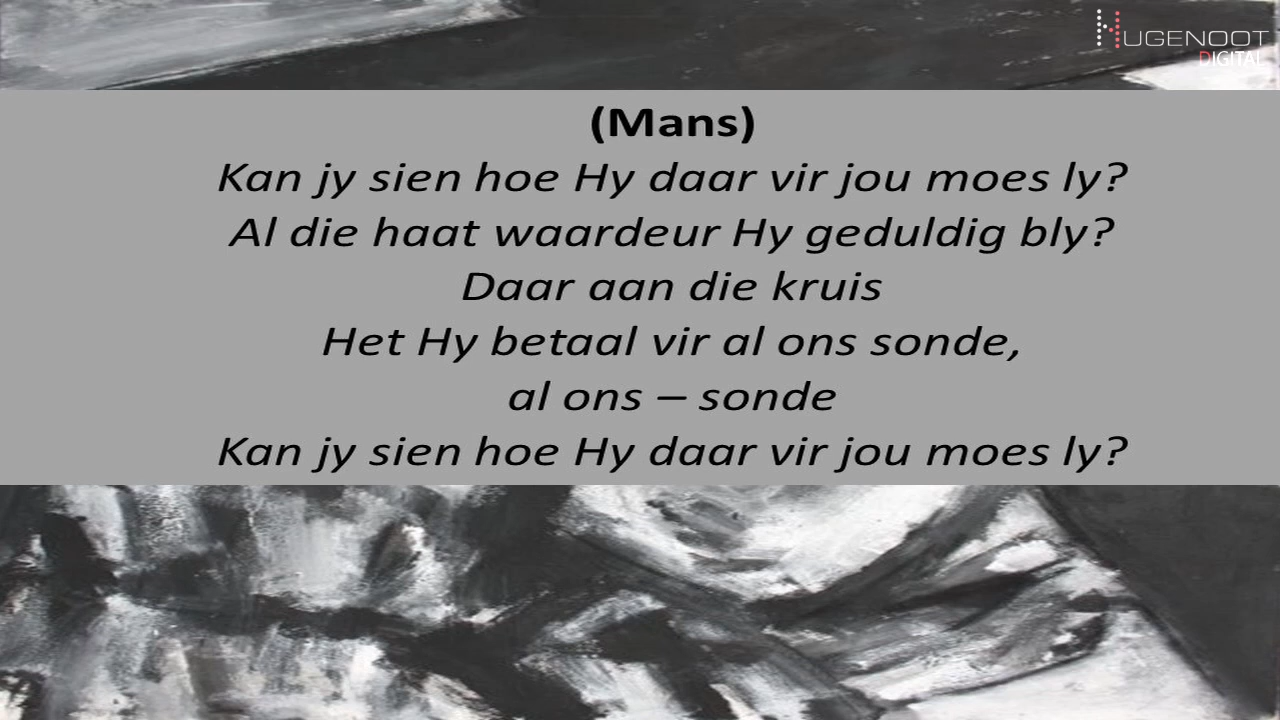 HUGENOOT
DIGITAL
(Mans)
Kan jy sien hoe Hy daar vir jou moes ly?
Al die haat waardeur Hy geduldig bly?
Daar aan die kruis
Het Hy betaal vir al ons sonde,
al ons – sonde
Kan jy sien hoe Hy daar vir jou moes ly?